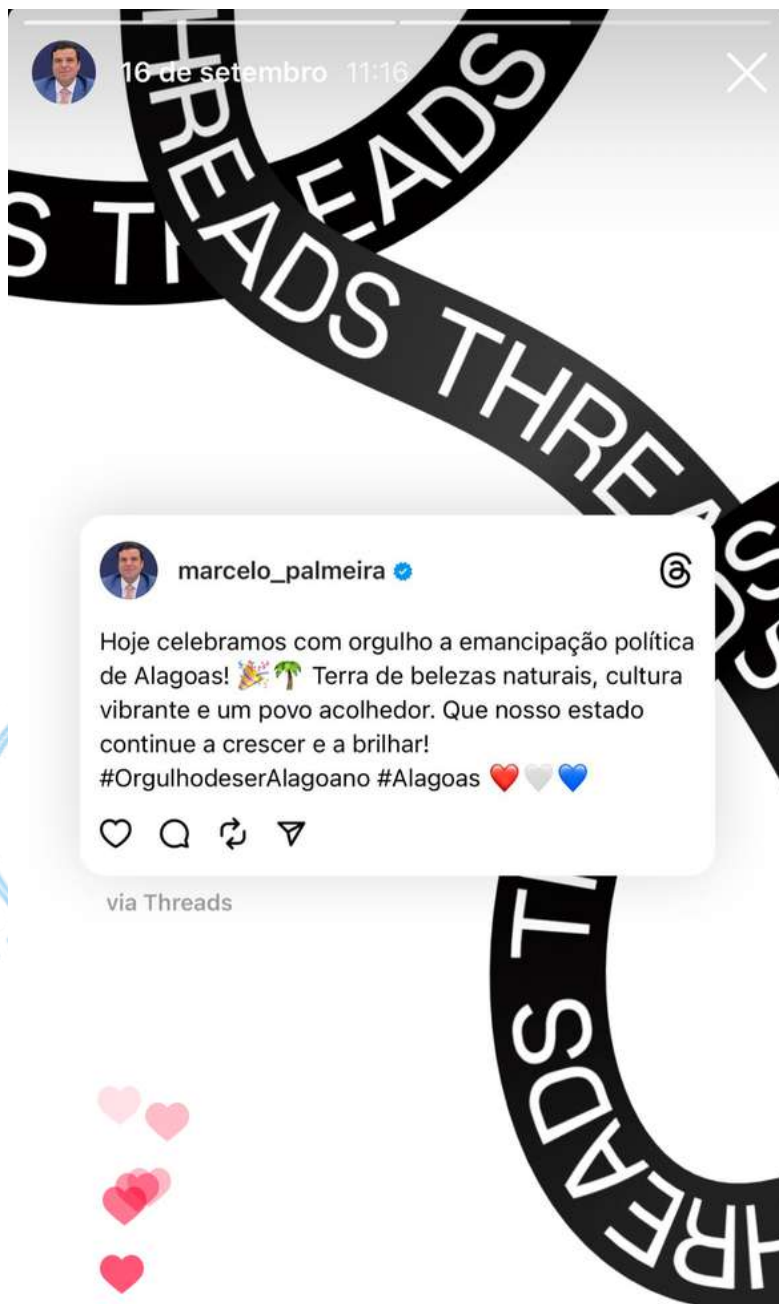 16 de setembro 11:16
THREADS THREADS
S THREADS
marcelo_palmeira
Hoje celebramos com orgulho a emancipação política
de Alagoas! 🎉🌴 Terra de belezas naturais, cultura
vibrante e um povo acolhedor. Que nosso estado
continue a crescer e a brilhar!
#OrgulhodeserAlagoano #Alagoas ❤️🤍💙
via Threads
THREADS